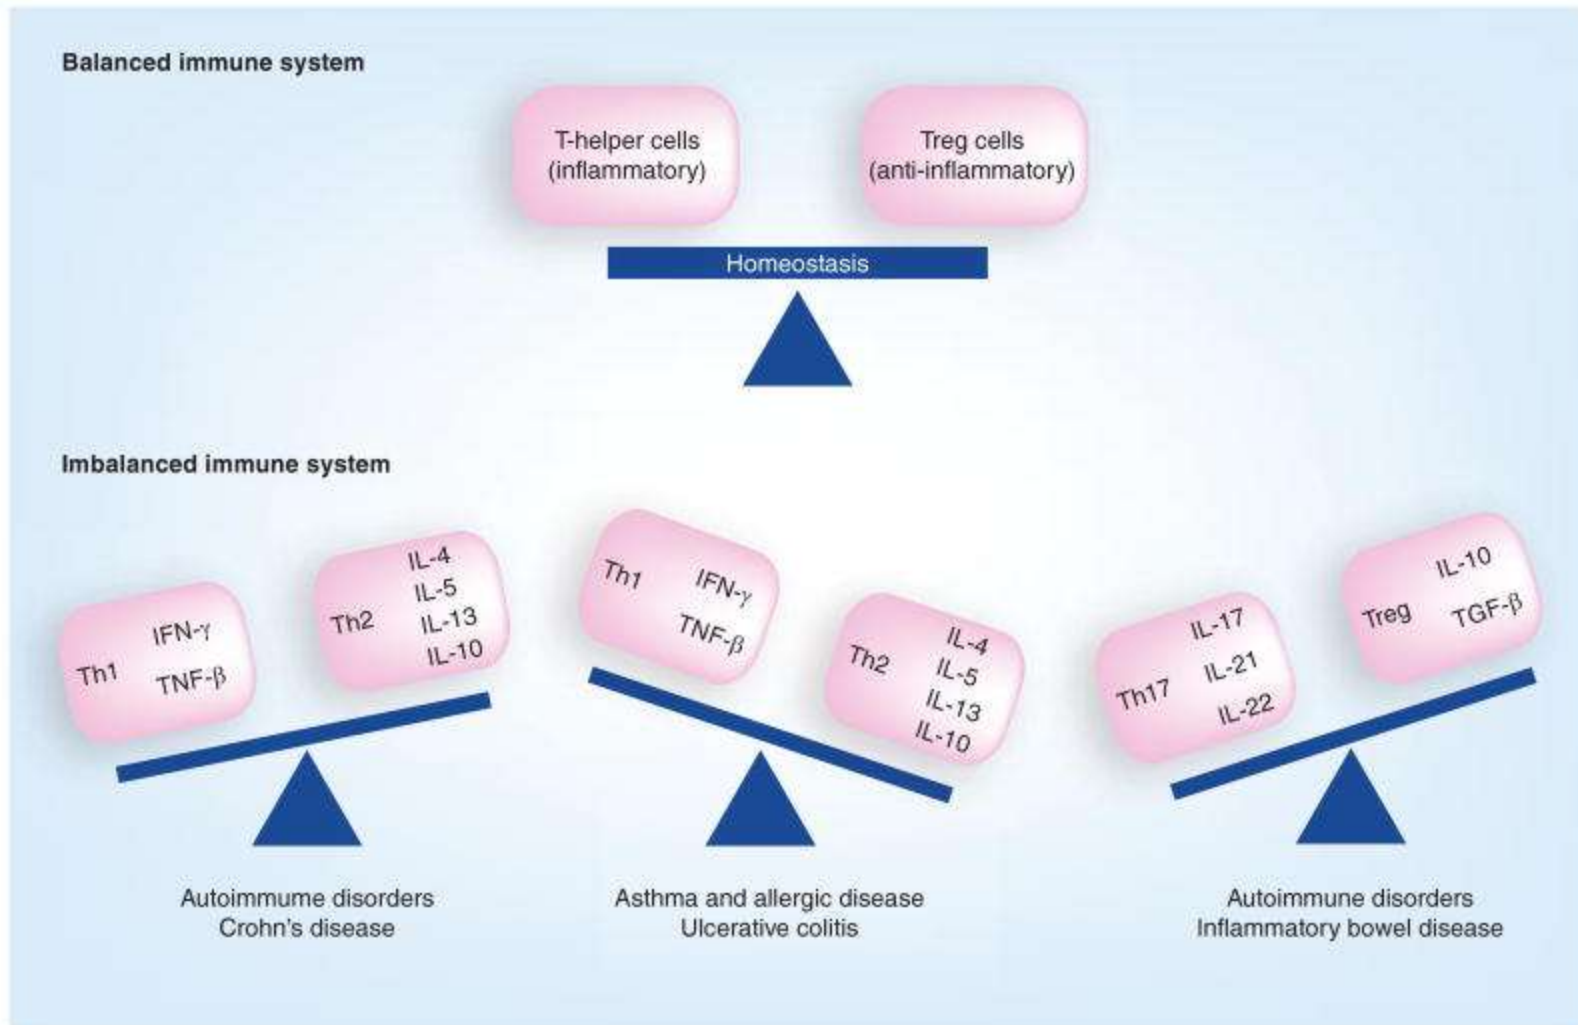 Balanced immune system
T-helper cells
(inflammatory)
Treg cells
(anti-inflammatory)
Homeostasis
Imbalanced immune system
Th1
IFN-γ
TNF-β
Th2
IL-4
IL-5
IL-13
IL-10
Autoimmume disorders
Crohn's disease
Th1
IFN-γ
TNF-β
Th2
IL-4
IL-5
IL-13
IL-10
Asthma and allergic disease
Ulcerative colitis
Th17
IL-17
IL-21
IL-22
Treg
IL-10
TGF-β
Autoimmune disorders
Inflammatory bowel disease